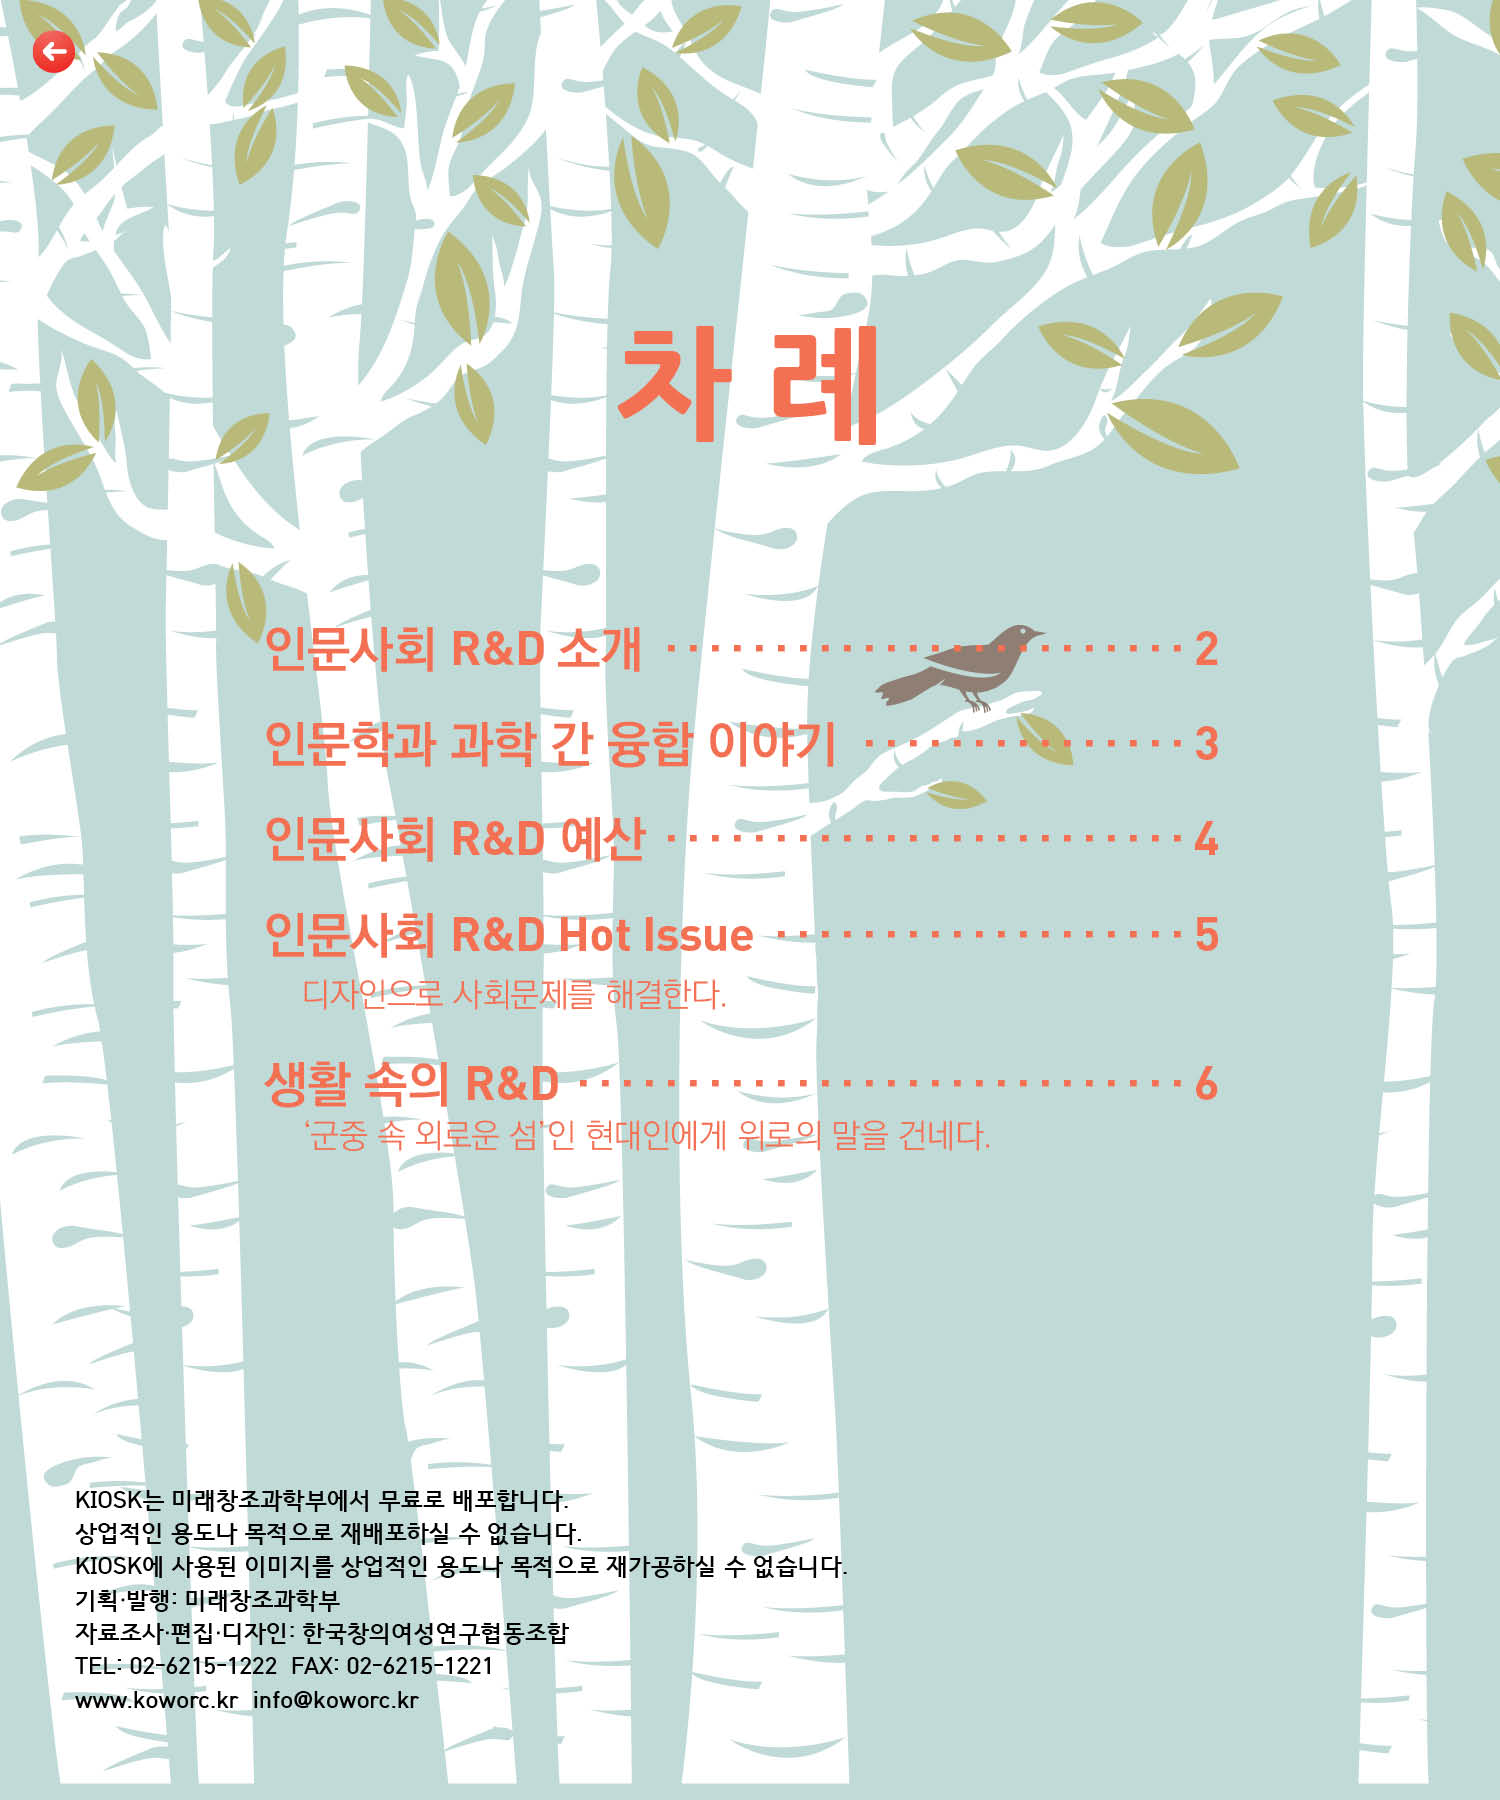 차 례
인문사회 R&D 소개 ························ 2
인문학과 과학 간 융합 이야기 ··············· 3
인문사회 R&D 예산 ························ 4
인문사회 R&D Hot Issue ··················· 5
디자인으로 사회문제를 해결한다.
생활 속의 R&D ···························· 6
‘군중 속 외로운 섬’인 현대인에게 위로의 말을 건네다.
KIOSK는 미래창조과학부에서 무료로 배포합니다.
상업적인 용도나 목적으로 재배포하실 수 없습니다.
KIOSK에 사용된 이미지를 상업적인 용도나 목적으로 재가공하실 수 없습니다.
기획·발행: 미래창조과학부
자료조사·편집·디자인: 한국창의여성연구협동조합
TEL: 02-6215-1222 FAX: 02-6215-1221
www.koworc.kr info@koworc.kr